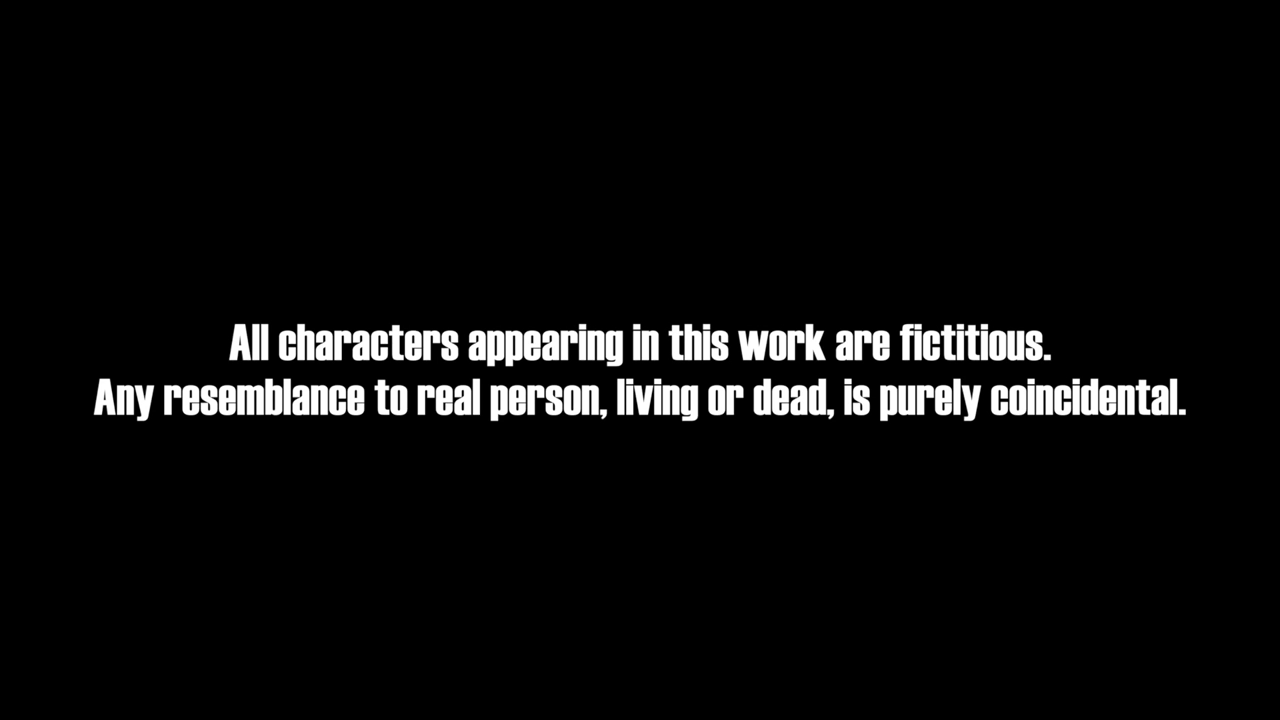 All characters appearing in this work are fictitious.
Any resemblance to real person, living or dead, is purely coincidental.